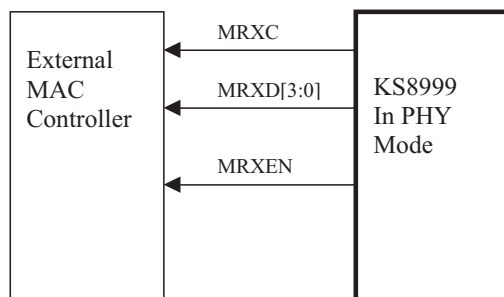 MRXC
External
MAC
Controller
MRXD[3:0]
KS8999
In PHY
Mode
MRXEN